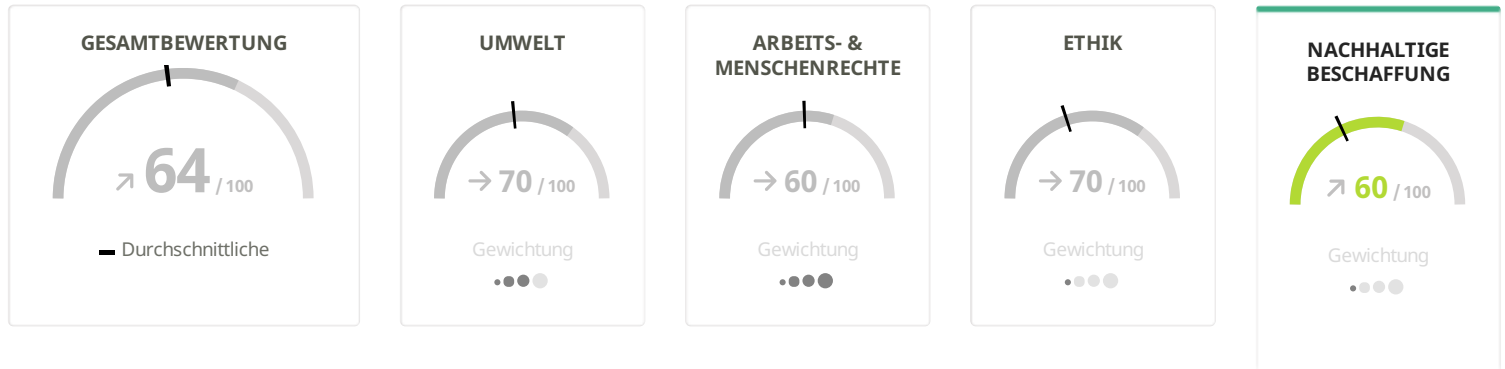 GESAMTBEWERTUNG
64 / 100
Durchschnittliche
UMWELT
70 / 100
Gewichtung
ARBEITS- &
MENSCHENRECHTE
60 / 100
Gewichtung
ETHIK
70 / 100
Gewichtung
NACHHALTIGE
BESCHAFFUNG
60 / 100
Gewichtung